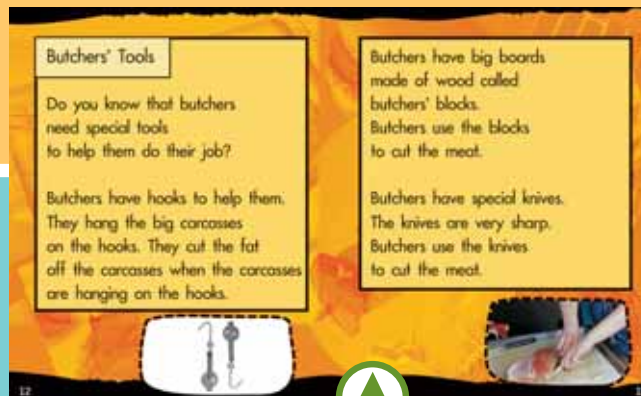 Butchers' Tools
Do you know that butchers
need special tools
to help them do their job?
Butchers have hooks to help them.
They hang the big carcasses
on the hooks. They cut the fat
off the carcasses when the carcasses
are hanging on the hooks.
12
Butchers have big boards
made of wood called
butchers' blocks.
Butchers use the blocks
to cut the meat.
Butchers have special knives.
The knives are very sharp.
Butchers use the knives
to cut the meat.